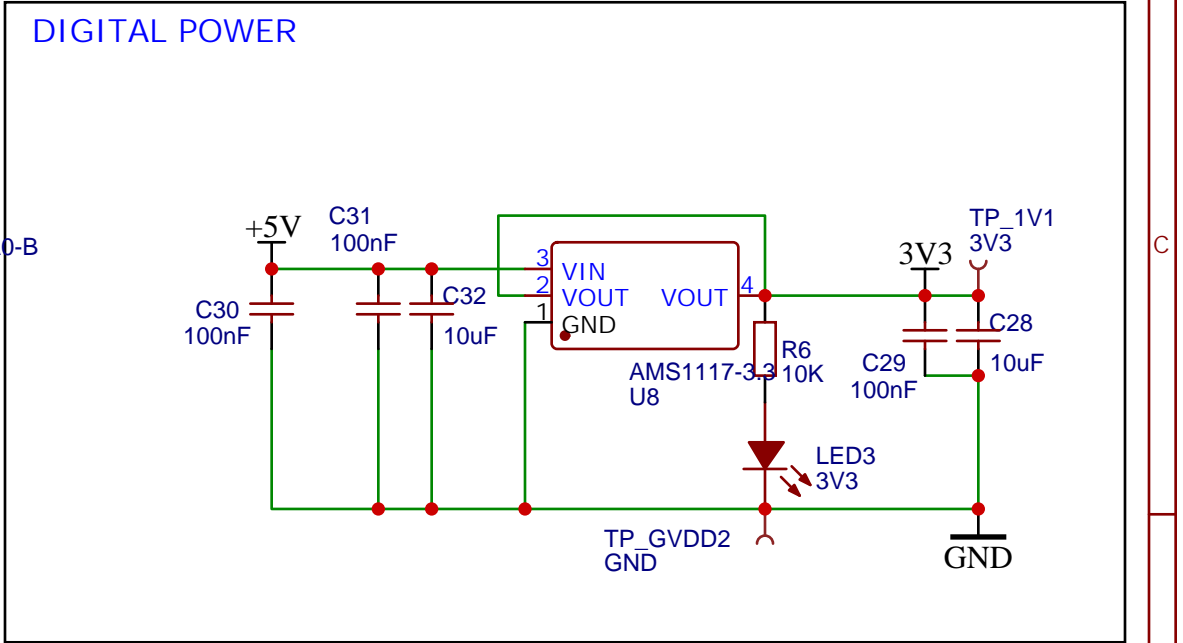 DIGITAL POWER
0-B
+5V
C31
100nF
C30
100nF
C32
10uF
3
VIN
2
VOUT
1
GND
VOUT
4
AMS1117-3.3
U8
R6
10K
LED3
3V3
TP_GVDD2
GND
3V3
TP_1V1
3V3
C29
100nF
C28
10uF
GND
C